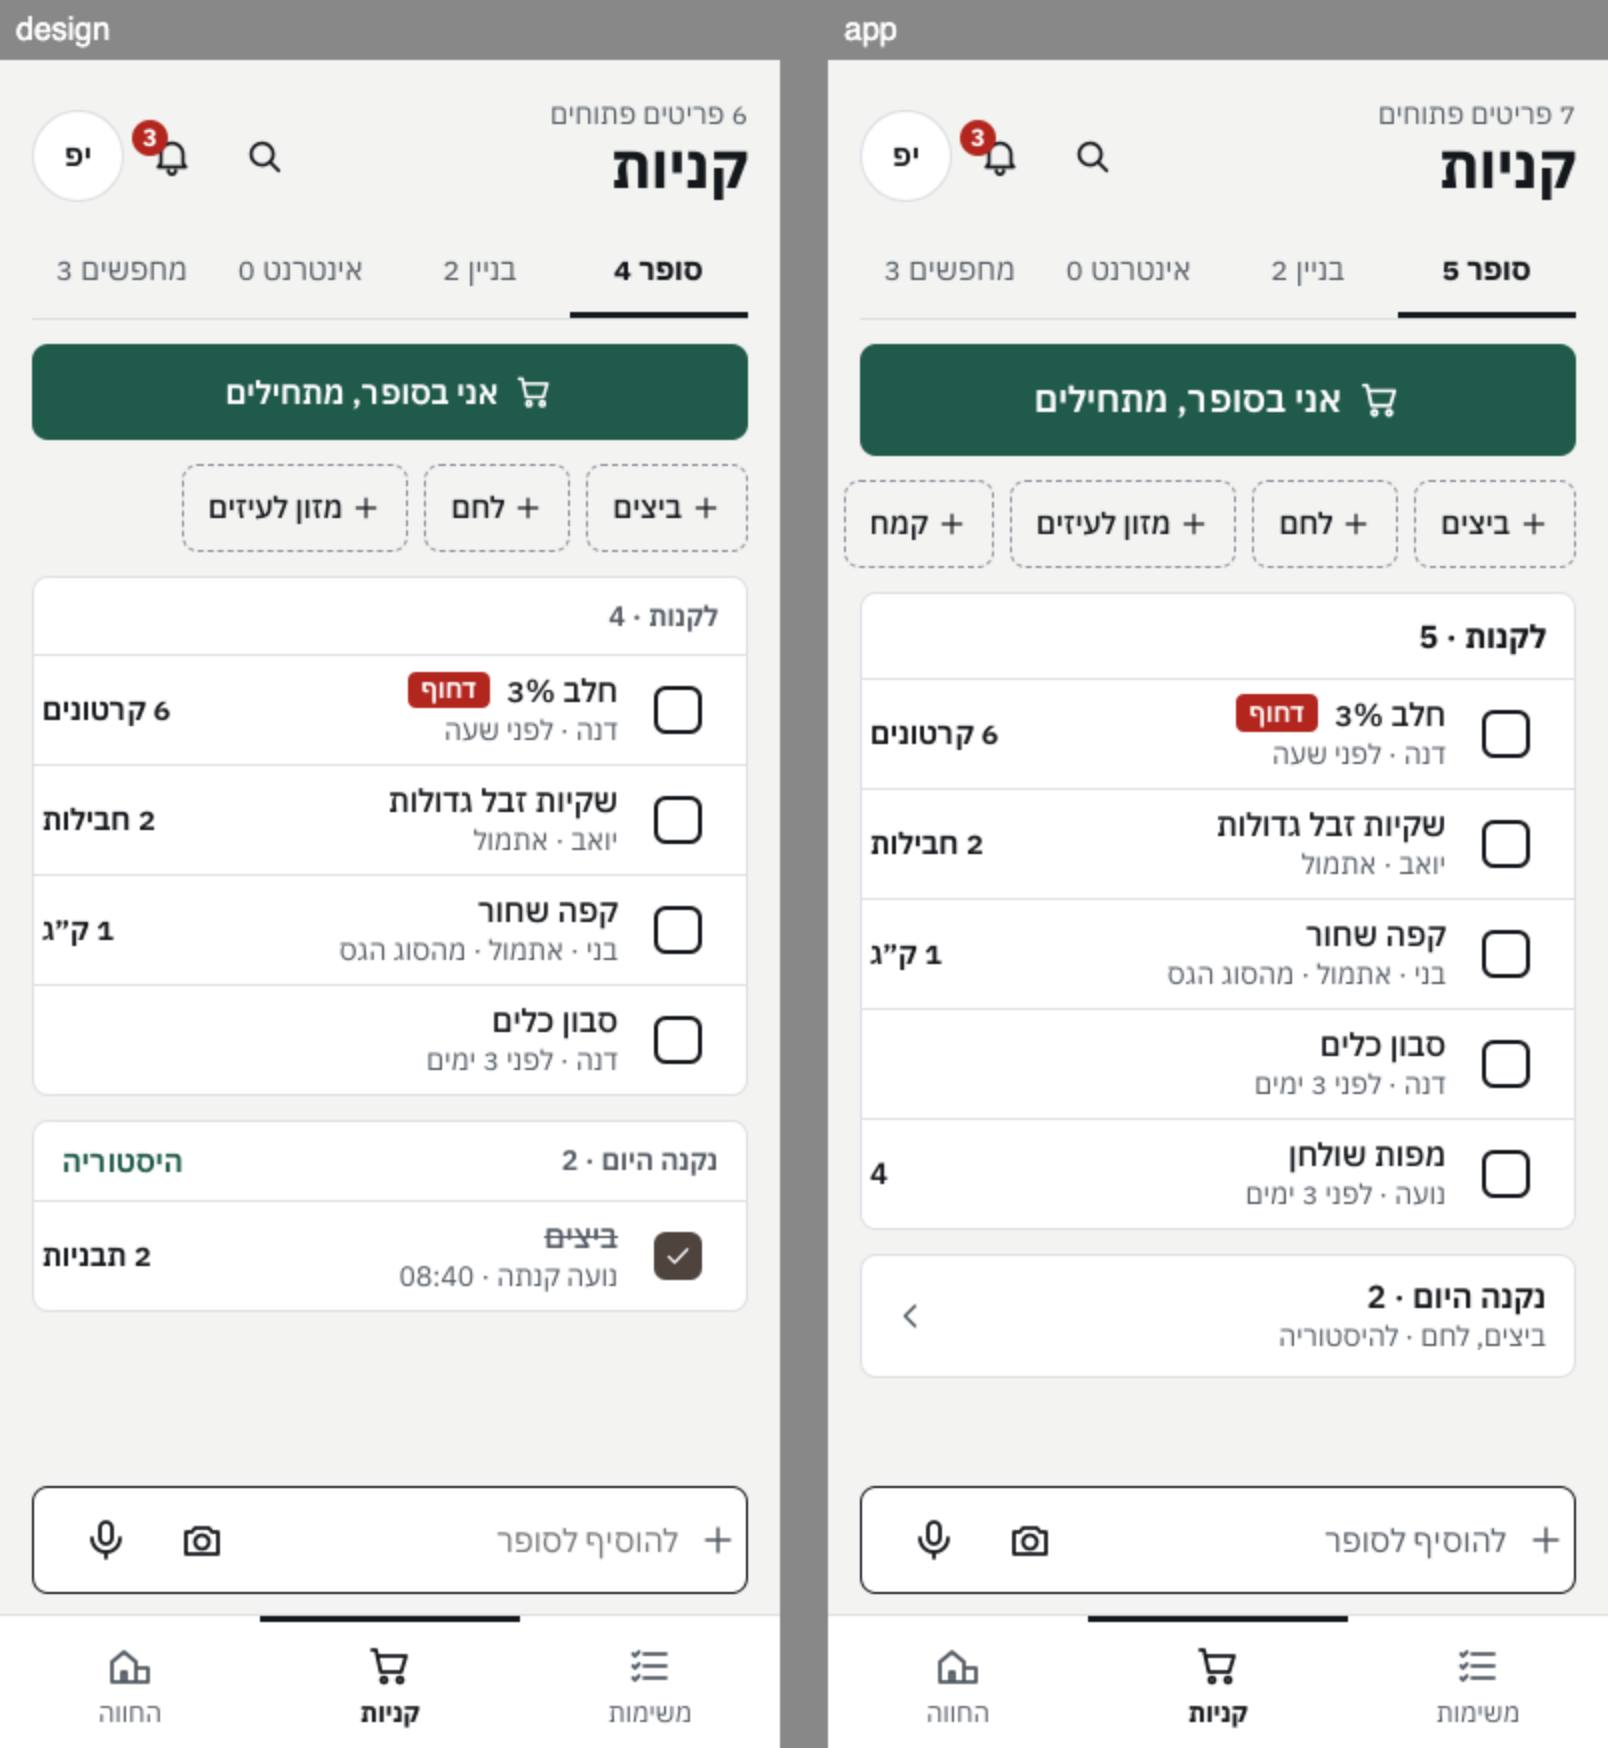 design
6 פריטים פתוחים
קניות
3
יפ
סופר 4
בניין 2
אינטרנט 0
מחפשים 3
אני בסופר, מתחילים
+ ביצים
+ לחם
+ מזון לעיזים
לקנות · 4
חלב 3% דחוף
דנה · לפני שעה
6 קרטונים
שקיות זבל גדולות
יואב · אתמול
2 חבילות
קפה שחור
בני · אתמול · מהסוג הגס
1 ק״ג
סבון כלים
דנה · לפני 3 ימים
נקנה היום · 2
היסטוריה
ביצים
נועה קנתה · 08:40
2 תבניות
+ להוסיף לסופר
משימות
קניות
החווה
app
7 פריטים פתוחים
קניות
3
יפ
סופר 5
בניין 2
אינטרנט 0
מחפשים 3
אני בסופר, מתחילים
+ ביצים
+ לחם
+ מזון לעיזים
+ קמח
לקנות · 5
חלב 3% דחוף
דנה · לפני שעה
6 קרטונים
שקיות זבל גדולות
יואב · אתמול
2 חבילות
קפה שחור
בני · אתמול · מהסוג הגס
1 ק״ג
סבון כלים
דנה · לפני 3 ימים
מפות שולחן
נועה · לפני 3 ימים
4
נקנה היום · 2
ביצים, לחם · להיסטוריה
+ להוסיף לסופר
משימות
קניות
החווה